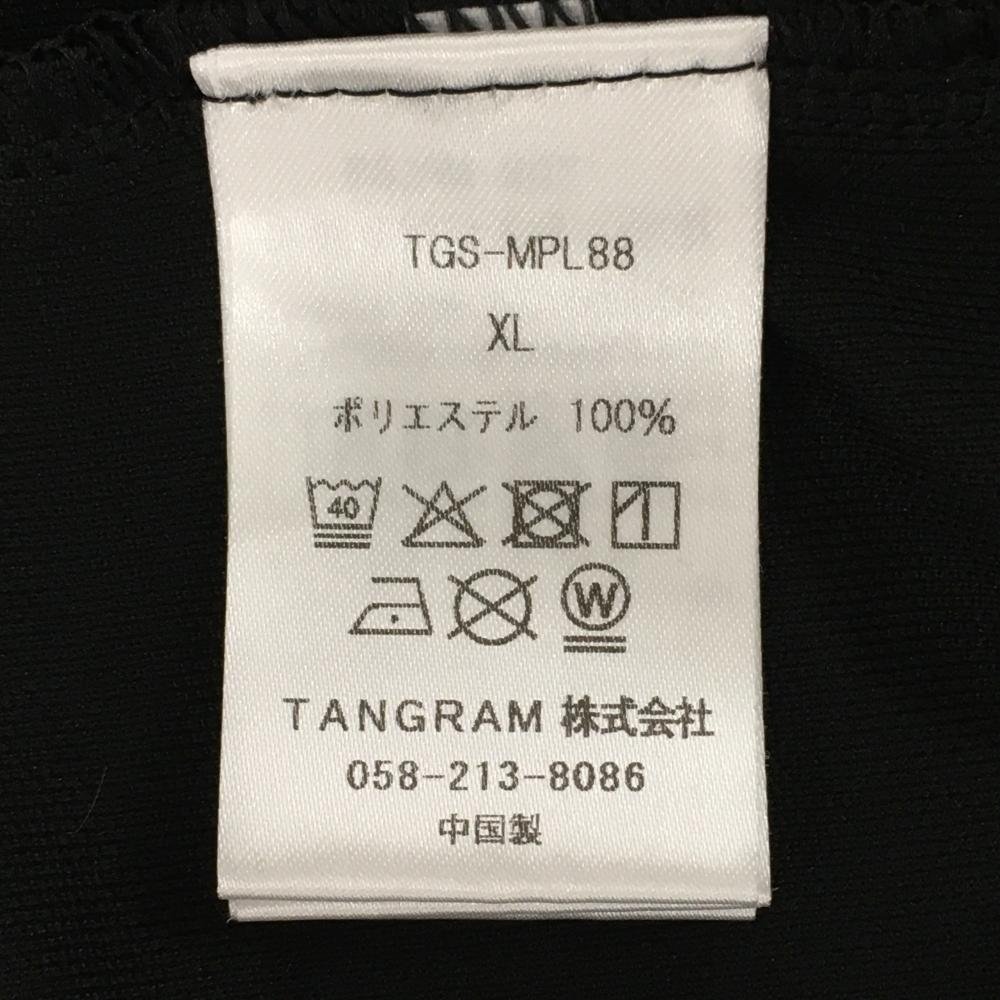 TGS-MPL88
XL
ポリエステル 100%
40
W
TANGRAM 株式会社
058-213-8086
中国製